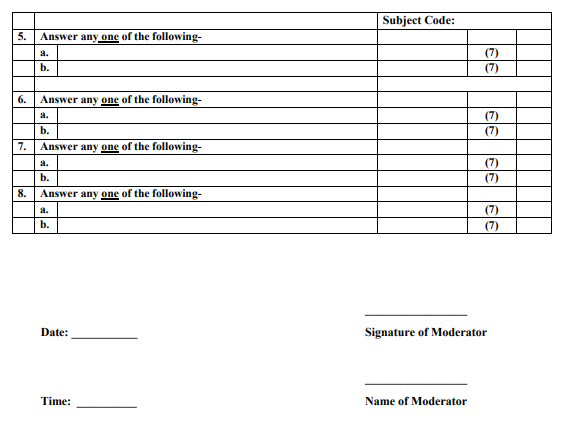 Subject Code:
5. Answer any one of the following-
a. (7)
b. (7)
6. Answer any one of the following-
a. (7)
b. (7)
7. Answer any one of the following-
a. (7)
b. (7)
8. Answer any one of the following-
a. (7)
b. (7)
Date: __________ Signature of Moderator
Time: __________ Name of Moderator